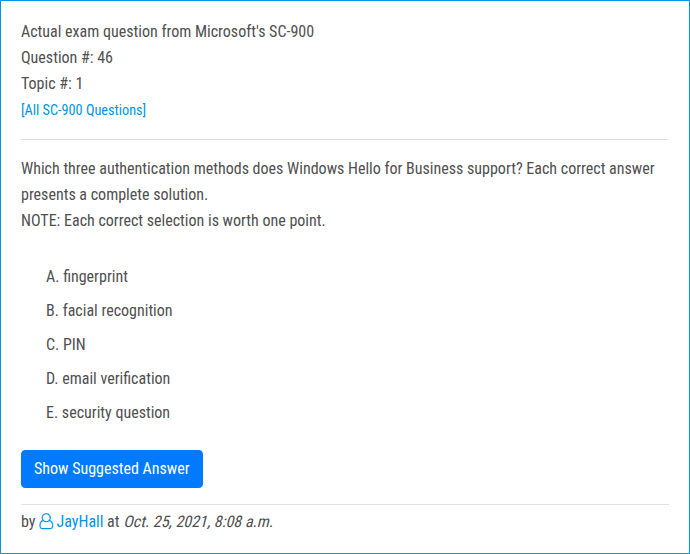 Actual exam question from Microsoft's SC-900
Question #: 46
Topic #: 1
[All SC-900 Questions]
Which three authentication methods does Windows Hello for Business support? Each correct answer
presents a complete solution.
NOTE: Each correct selection is worth one point.
A. fingerprint
B. facial recognition
C. PIN
D. email verification
E. security question
Show Suggested Answer
by JayHall at Oct. 25, 2021, 8:08 a.m.